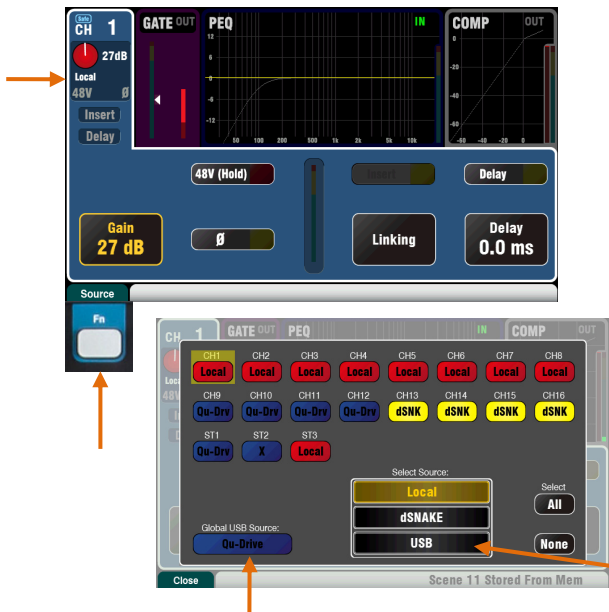 Safe
CH 1
GATE OUT PEQ IN COMP OUT
27dB
Local
48V Ø
Insert
Delay
12
6
0
-6
-12
50 100 200 500 1k 2k 5k 10k
0
-20
-40
-60
-60 -40 -20 0
48V (Hold) Insert Delay
Gain
27 dB
Ø
Linking
Delay
0.0 ms
Source
Fn
CH 1 GATE OUT PEQ IN COMP OUT
CH1 CH2 CH3 CH4 CH5 CH6 CH7 CH8
Local Local Local Local Local Local Local Local
CH9 CH10 CH11 CH12 CH13 CH14 CH15 CH16
Qu-Drv Qu-Drv Qu-Drv Qu-Drv dSNK dSNK dSNK dSNK
ST1 ST2 ST3
Qu-Drv X Local
Select Source:
Local
dSNAKE
USB
Select
All
None
Global USB Source:
Qu-Drive
Close
Scene 11 Stored From Mem